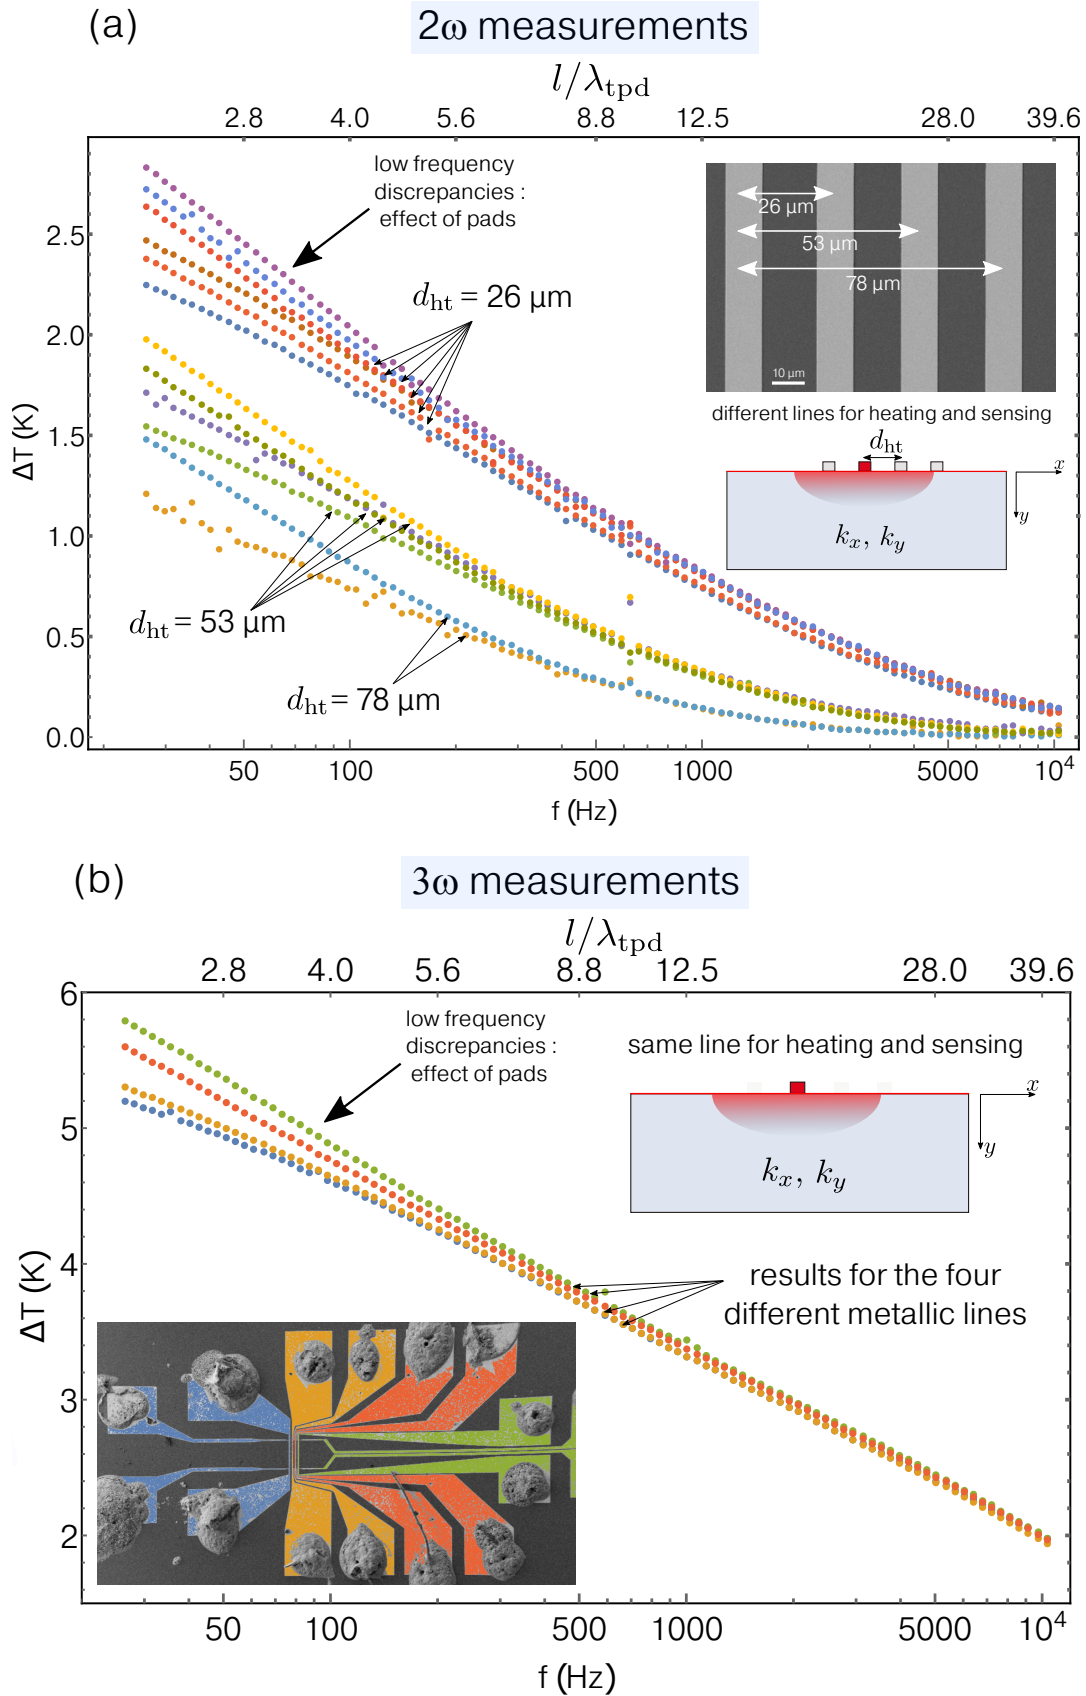 (a)
2ω measurements
l/λtpd
2.8 4.0 5.6 8.8 12.5 28.0 39.6
low frequency
discrepancies :
effect of pads
26 µm
53 µm
78 µm
10 µm
dht = 26 µm
different lines for heating and sensing
dht
x
y
kx, ky
dht = 53 µm
dht = 78 µm
ΔT (K)
2.5
2.0
1.5
1.0
0.5
0.0
50 100 500 1000 5000 10⁴
f (Hz)
(b)
3ω measurements
l/λtpd
2.8 4.0 5.6 8.8 12.5 28.0 39.6
low frequency
discrepancies :
effect of pads
same line for heating and sensing
x
y
kx, ky
results for the four
different metallic lines
ΔT (K)
6
5
4
3
2
50 100 500 1000 5000 10⁴
f (Hz)